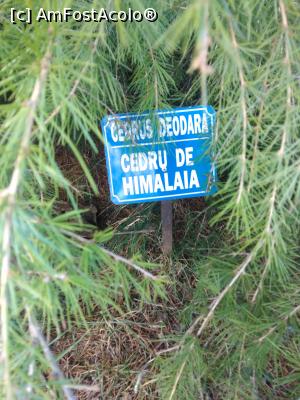 [c] AmFostAcolo®
CEDRUS DEODARA
CEDRU DE
HIMALAIA